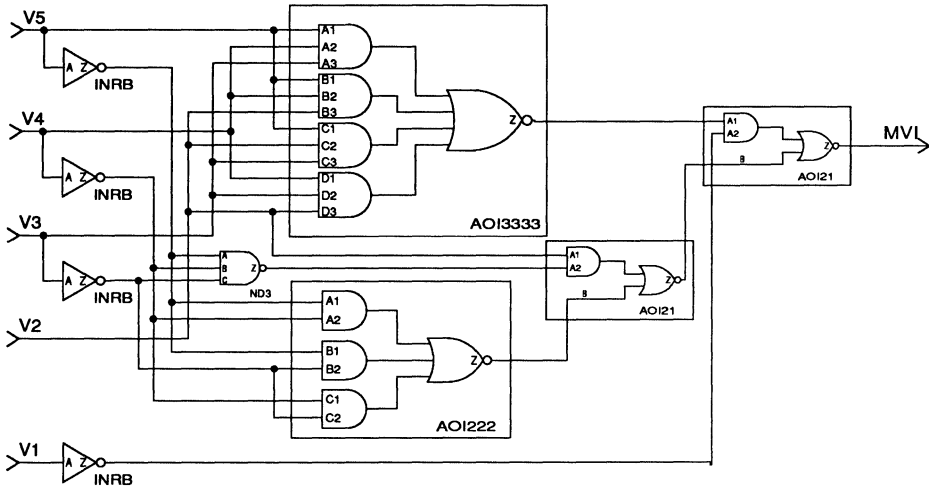 V5
A Z
INRB
V4
A Z
INRB
V3
A Z
INRB
V2
V1
A Z
INRB
A1
A2
A3
B1
B2
B3
C1
C2
C3
D1
D2
D3
Z
AOI3333
A
B
C
Z
ND3
A1
A2
B1
B2
C1
C2
Z
AOI222
A1
A2
B
Z
AOI21
A1
A2
B
Z
AOI21
MVI